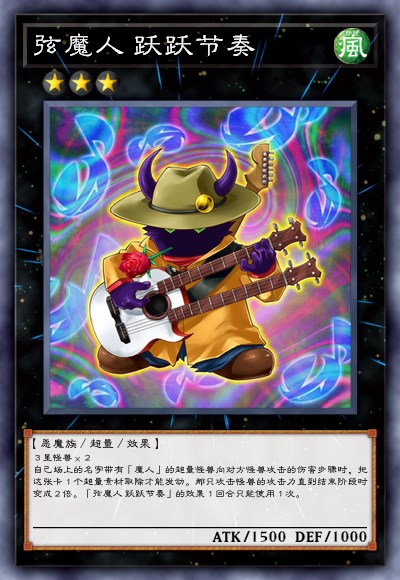 弦魔人 跃跃节奏
風
【恶魔族／超量／效果】
３星怪兽×２
自己场上的名字带有「魔人」的超量怪兽向对方怪兽攻击的伤害步骤时，把
这张卡１个超量素材取除才能发动。那只攻击怪兽的攻击力直到结束阶段时
变成２倍。「弦魔人 跃跃节奏」的效果１回合只能使用１次。
ATK/1500 DEF/1000